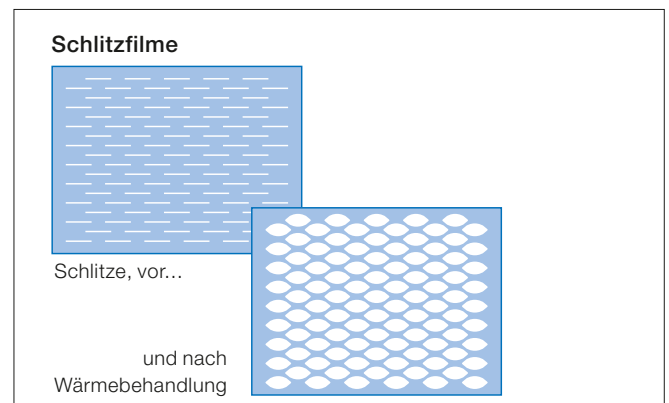 Schlitzfilme
Schlitze, vor...
und nach
Wärmebehandlung